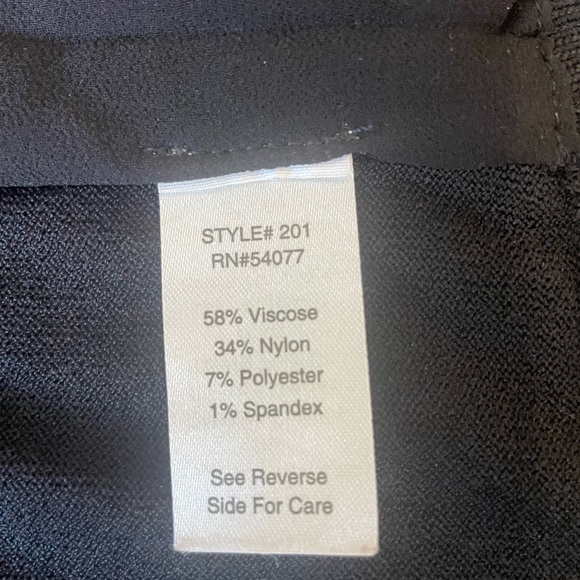 STYLE# 201
RN#54077
58% Viscose
34% Nylon
7% Polyester
1% Spandex
See Reverse
Side For Care